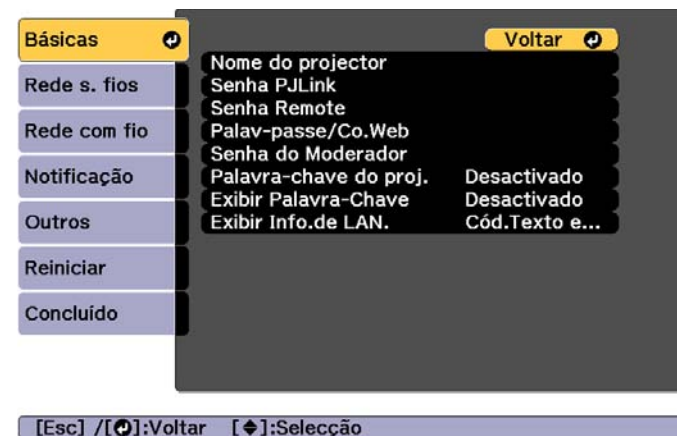 Básicas
Rede s. fios
Rede com fio
Notificação
Outros
Reiniciar
Concluído
Voltar
Nome do projector
Senha PJLink
Senha Remote
Palav-passe/Co.Web
Senha do Moderador
Palavra-chave do proj. Desactivado
Exibir Palavra-Chave Desactivado
Exibir Info.de LAN. Cód.Texto e...
[Esc] /[⏎]:Voltar [◆]:Selecção